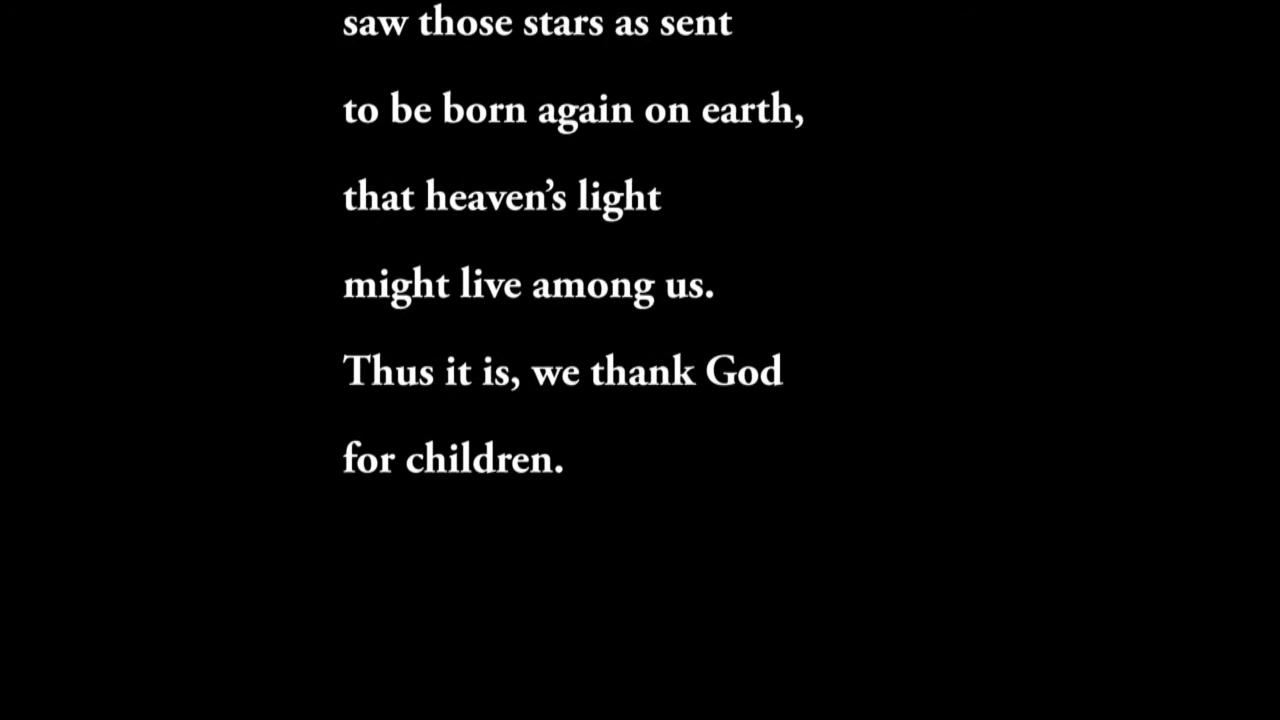 saw those stars as sent
to be born again on earth,
that heaven’s light
might live among us.
Thus it is, we thank God
for children.